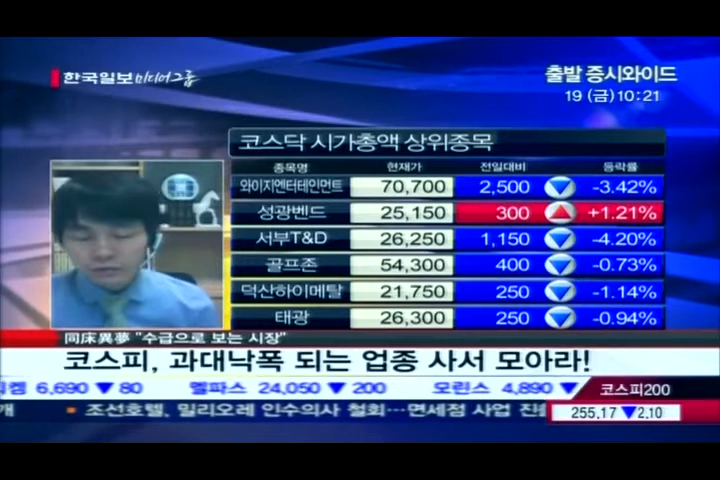 한국일보 미디어그룹
출발 증시와이드
19 (금) 10:21
코스닥 시가총액 상위종목
종목명 현재가 전일대비 등락률
와이지엔터테인먼트 70,700 2,500 ▼ -3.42%
성광벤드 25,150 300 ▲ +1.21%
서부T&D 26,250 1,150 ▼ -4.20%
골프존 54,300 400 ▼ -0.73%
덕산하이메탈 21,750 250 ▼ -1.14%
태광 26,300 250 ▼ -0.94%
同床異夢 "수급으로 보는 시장"
코스피, 과대낙폭 되는 업종 사서 모아라!
켐 6,690 ▼ 80 멜파스 24,050 ▼ 200 모린스 4,890 ▼
코스피200
개 ▪ 조선호텔, 밀리오레 인수의사 철회…면세점 사업 진
255.17 ▼ 2.10